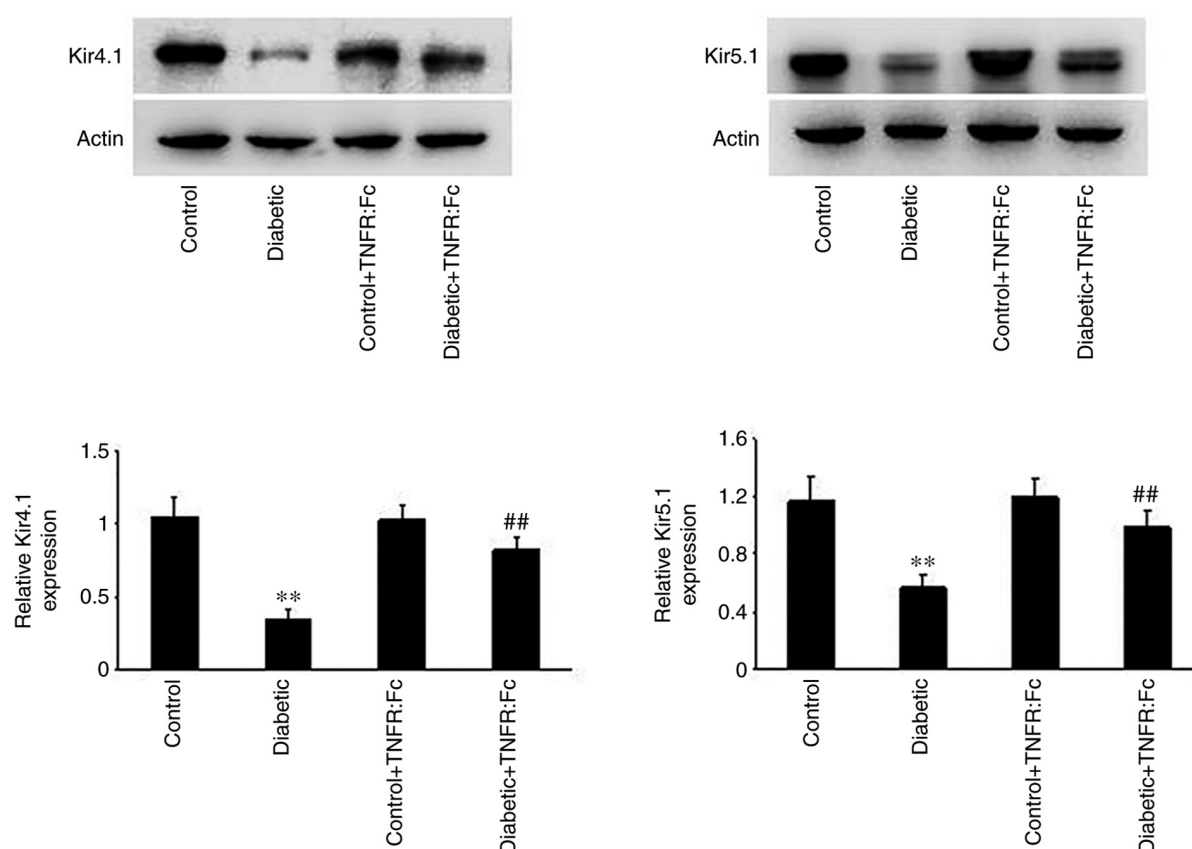 Kir4.1
Actin
Control
Diabetic
Control+TNFR:Fc
Diabetic+TNFR:Fc
Kir5.1
Actin
Control
Diabetic
Control+TNFR:Fc
Diabetic+TNFR:Fc
Relative Kir4.1
expression
1.5
1
0.5
0
**
##
Control
Diabetic
Control+TNFR:Fc
Diabetic+TNFR:Fc
Relative Kir5.1
expression
1.6
1.2
0.8
0.4
0
**
##
Control
Diabetic
Control+TNFR:Fc
Diabetic+TNFR:Fc